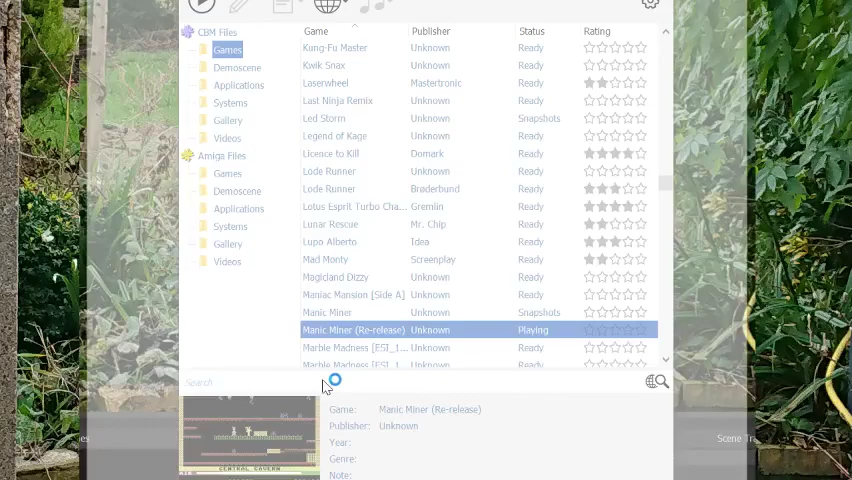 CBM Files
Games
Demoscene
Applications
Systems
Gallery
Videos
Amiga Files
Games
Demoscene
Applications
Systems
Gallery
Videos
Game Publisher Status Rating
Kung-Fu Master Unknown Ready
Kwik Snax Unknown Ready
Laserwheel Mastertronic Ready
Last Ninja Remix Unknown Ready
Led Storm Unknown Snapshots
Legend of Kage Unknown Ready
Licence to Kill Domark Ready
Lode Runner Unknown Ready
Lode Runner Brøderbund Ready
Lotus Esprit Turbo Cha... Gremlin Ready
Lunar Rescue Mr. Chip Ready
Lupo Alberto Idea Ready
Mad Monty Screenplay Ready
Magicland Dizzy Unknown Ready
Maniac Mansion [Side A] Unknown Ready
Manic Miner Unknown Snapshots
Manic Miner (Re-release) Unknown Playing
Marble Madness [ESI_1... Unknown Ready
Marble Madness [ESI_1... Unknown Ready
Search
CENTRAL CAVERN
Game: Manic Miner (Re-release)
Publisher: Unknown
Year:
Genre:
Note:
Scene